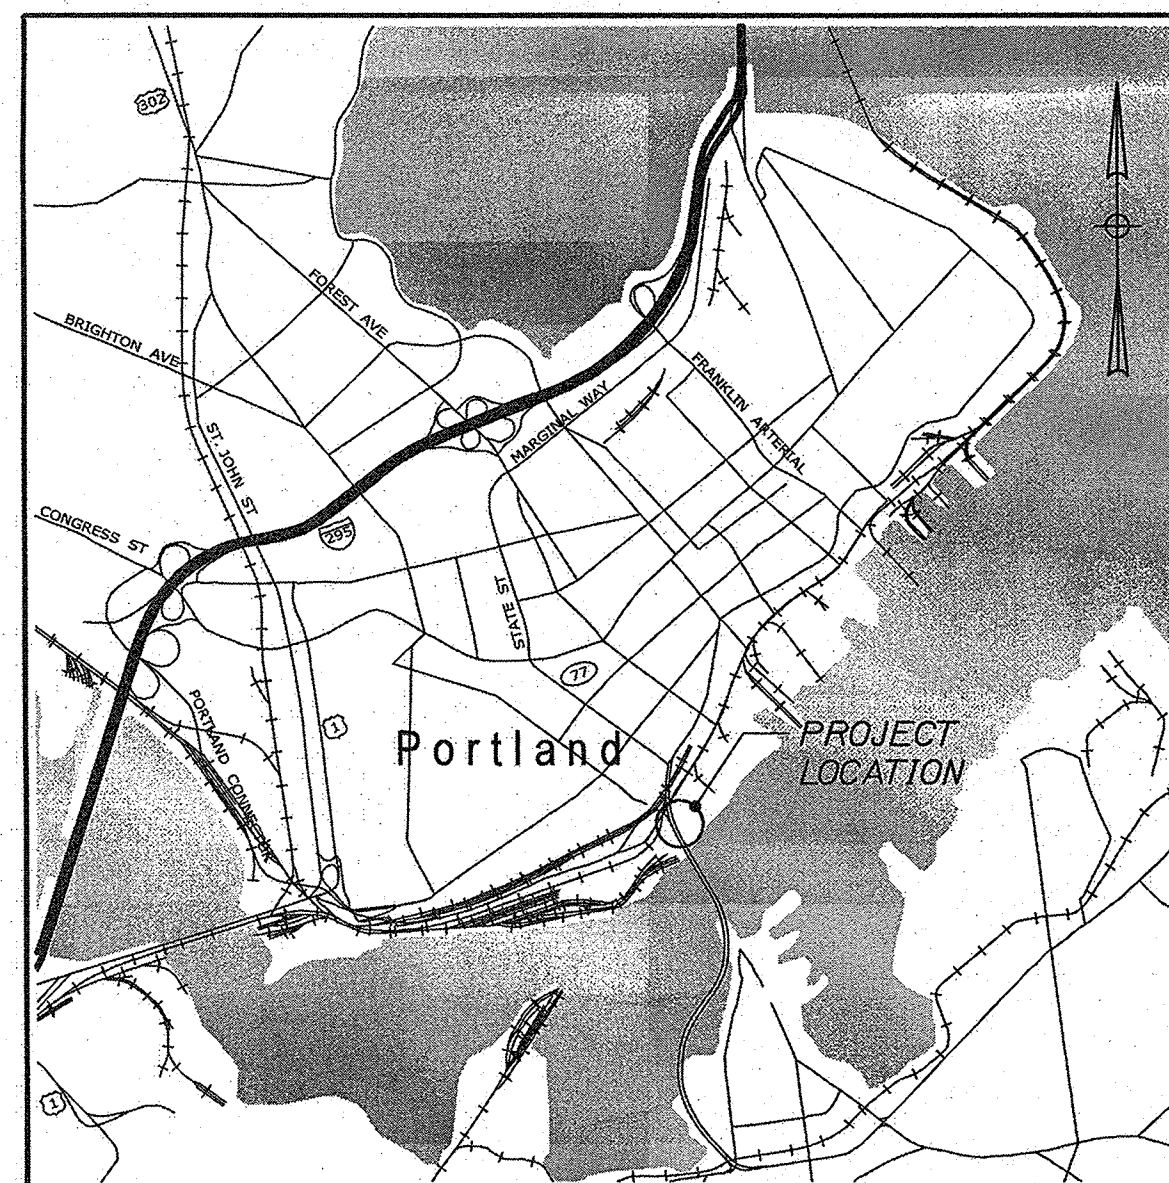 302
FOREST AVE
BRIGHTON AVE
FRANKLIN ARTERIAL
MARGINAL WAY
ST. JOHN ST
CONGRESS ST
295
STATE ST
77
PORTLAND CONNECTOR
1
Portland
PROJECT
LOCATION
1